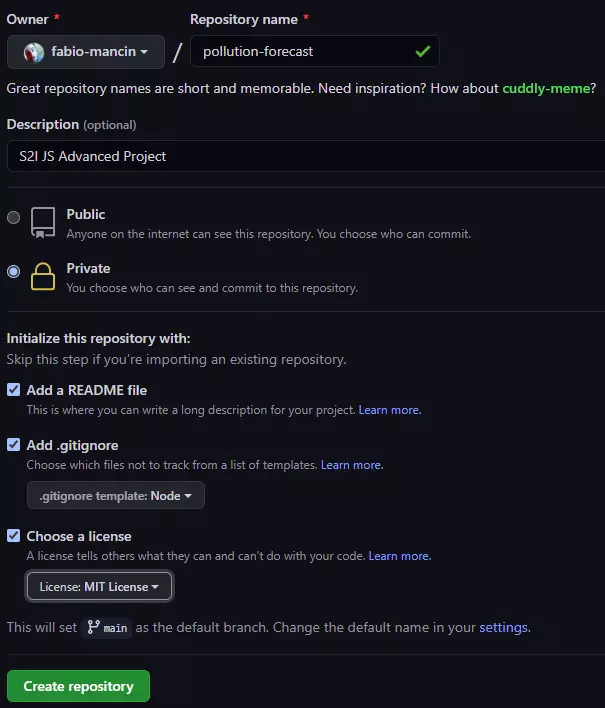 Owner * Repository name *
fabio-mancin / pollution-forecast
Great repository names are short and memorable. Need inspiration? How about cuddly-meme?
Description (optional)
S2I JS Advanced Project
Public
Anyone on the internet can see this repository. You choose who can commit.
Private
You choose who can see and commit to this repository.
Initialize this repository with:
Skip this step if you're importing an existing repository.
Add a README file
This is where you can write a long description for your project. Learn more.
Add .gitignore
Choose which files not to track from a list of templates. Learn more.
.gitignore template: Node
Choose a license
A license tells others what they can and can't do with your code. Learn more.
License: MIT License
This will set main as the default branch. Change the default name in your settings.
Create repository